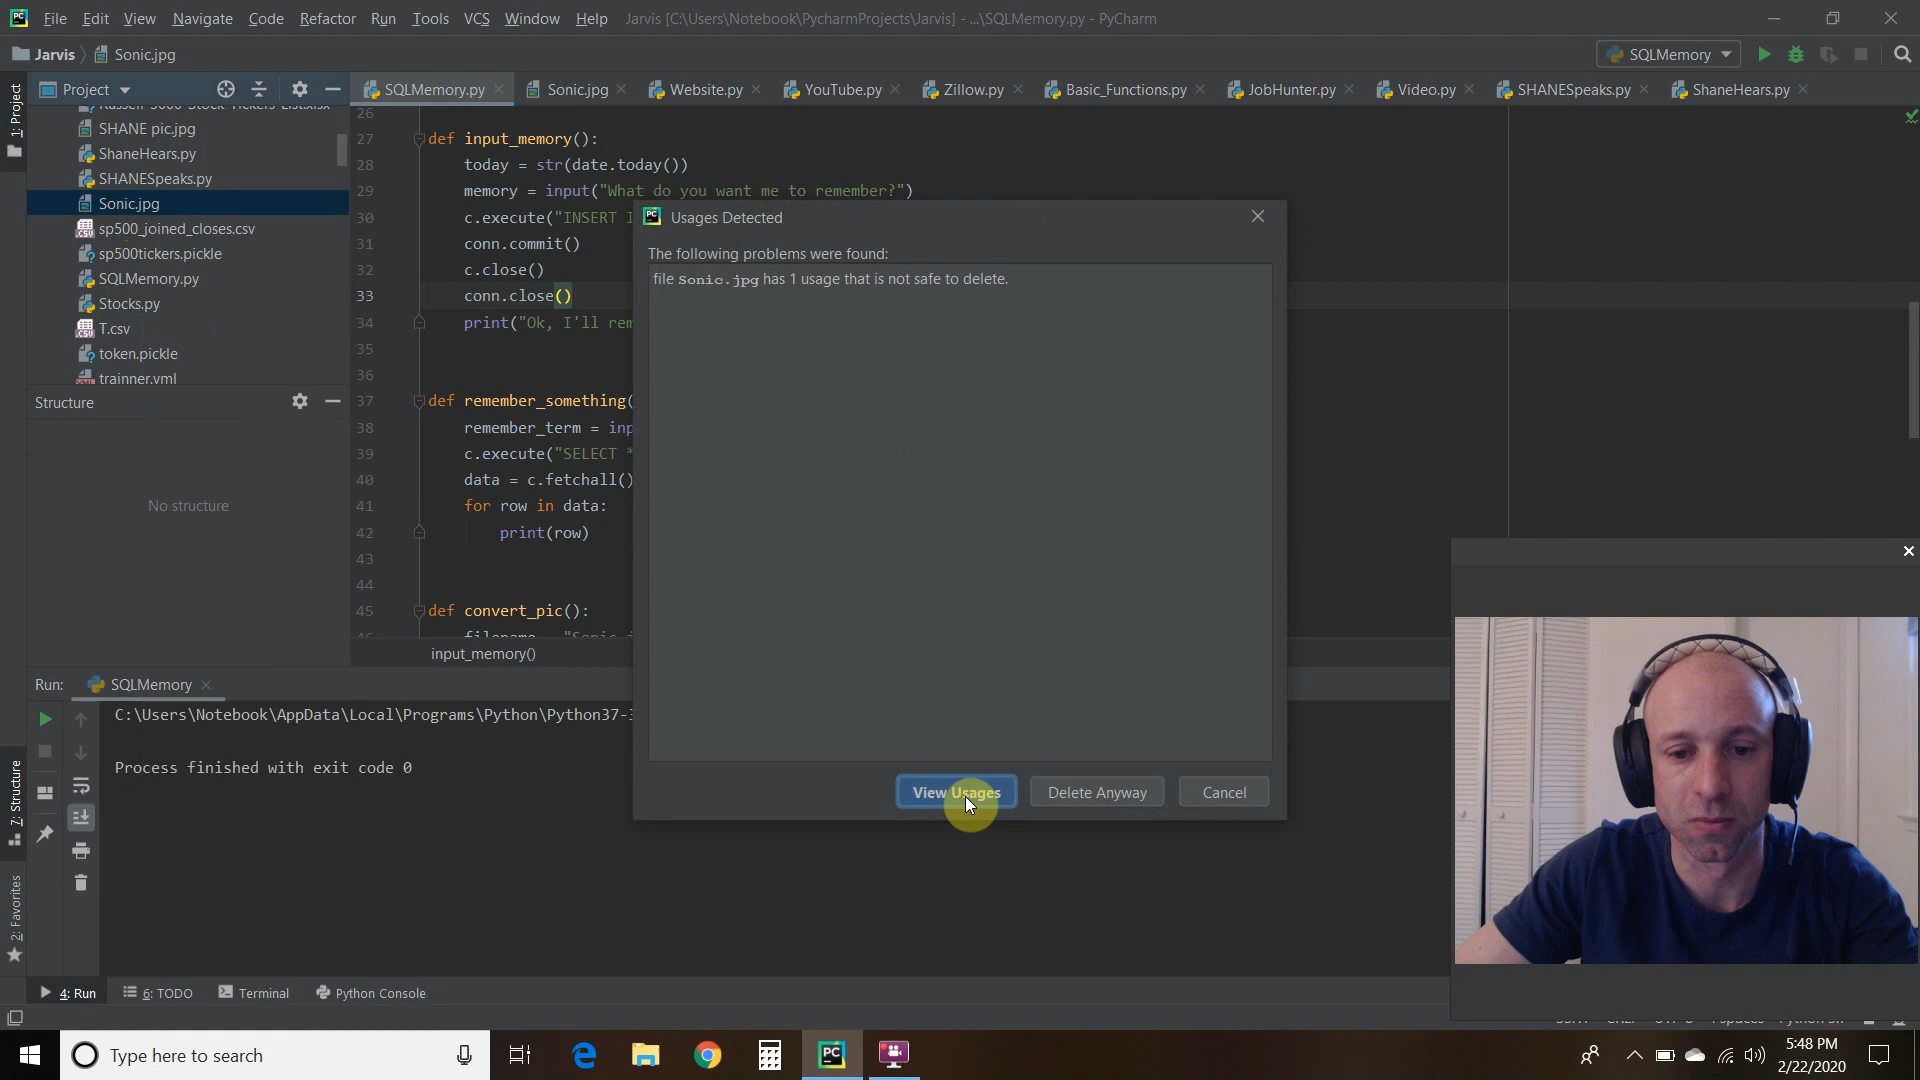 File Edit View Navigate Code Refactor Run Tools VCS Window Help Jarvis [C:\Users\Notebook\PycharmProjects\Jarvis] - ...\SQLMemory.py - PyCharm
Jarvis Sonic.jpg SQLMemory
1: Project
Project
SQLMemory.py Sonic.jpg Website.py YouTube.py Zillow.py Basic_Functions.py JobHunter.py Video.py SHANESpeaks.py ShaneHears.py
SHANE pic.jpg
ShaneHears.py
SHANESpeaks.py
Sonic.jpg
sp500_joined_closes.csv
sp500tickers.pickle
SQLMemory.py
Stocks.py
T.csv
token.pickle
trainner.yml
Structure
No structure
26
27 def input_memory():
28 today = str(date.today())
29 memory = input("What do you want me to remember?")
30 c.execute("INSERT I
31 conn.commit()
32 c.close()
33 conn.close()
34 print("Ok, I'll rem
35
36
37 def remember_something(
38 remember_term = inp
39 c.execute("SELECT *
40 data = c.fetchall()
41 for row in data:
42 print(row)
43
44
45 def convert_pic():
input_memory()
Usages Detected
The following problems were found:
file Sonic.jpg has 1 usage that is not safe to delete.
View Usages Delete Anyway Cancel
Run: SQLMemory
C:\Users\Notebook\AppData\Local\Programs\Python\Python37-3
Process finished with exit code 0
7: Structure
2: Favorites
4: Run 6: TODO Terminal Python Console
Type here to search
5:48 PM
2/22/2020